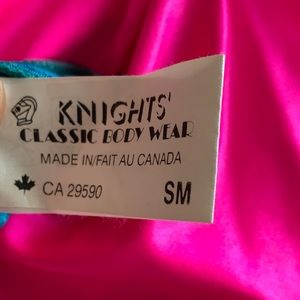 KNIGHTS'
CLASSIC BODY WEAR
MADE IN/FAIT AU CANADA
CA 29590 SM